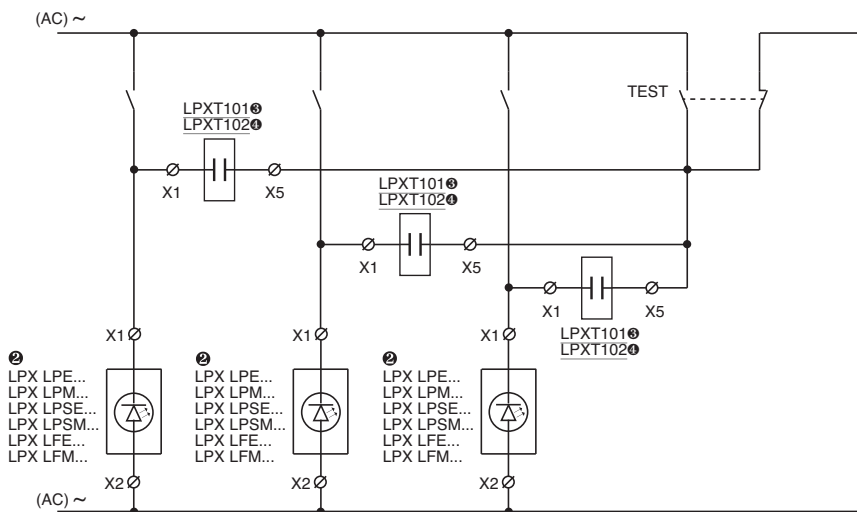 (AC) ~
TEST
LPXT101❸
LPXT102❹
X1
X5
LPXT101❸
LPXT102❹
X1
X5
X1
X5
LPXT101❸
LPXT102❹
X1
X1
X1
❷
LPX LPE...
LPX LPM...
LPX LPSE...
LPX LPSM...
LPX LFE...
LPX LFM...
❷
LPX LPE...
LPX LPM...
LPX LPSE...
LPX LPSM...
LPX LFE...
LPX LFM...
❷
LPX LPE...
LPX LPM...
LPX LPSE...
LPX LPSM...
LPX LFE...
LPX LFM...
X2
X2
X2
(AC) ~